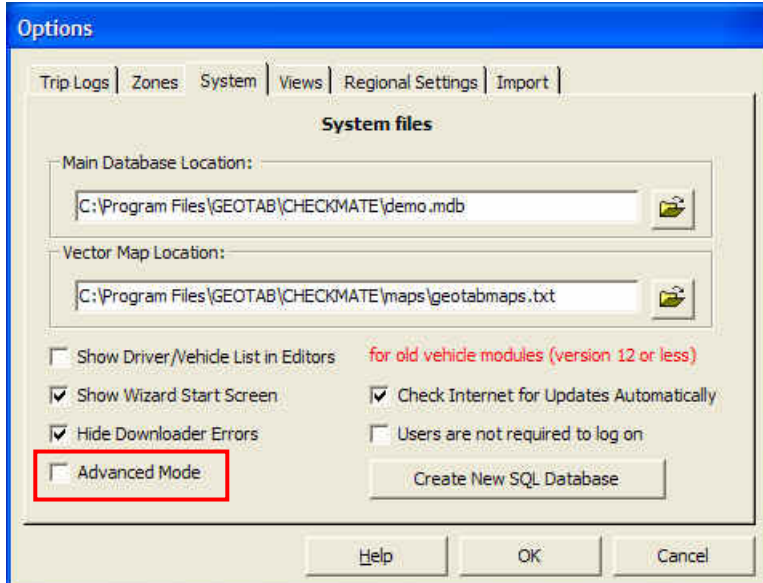 Options
Trip Logs Zones System Views Regional Settings Import
System files
Main Database Location:
C:\Program Files\GEOTAB\CHECKMATE\demo.mdb
Vector Map Location:
C:\Program Files\GEOTAB\CHECKMATE\maps\geotabmaps.txt
Show Driver/Vehicle List in Editors for old vehicle modules (version 12 or less)
Show Wizard Start Screen Check Internet for Updates Automatically
Hide Downloader Errors Users are not required to log on
Advanced Mode Create New SQL Database
Help OK Cancel